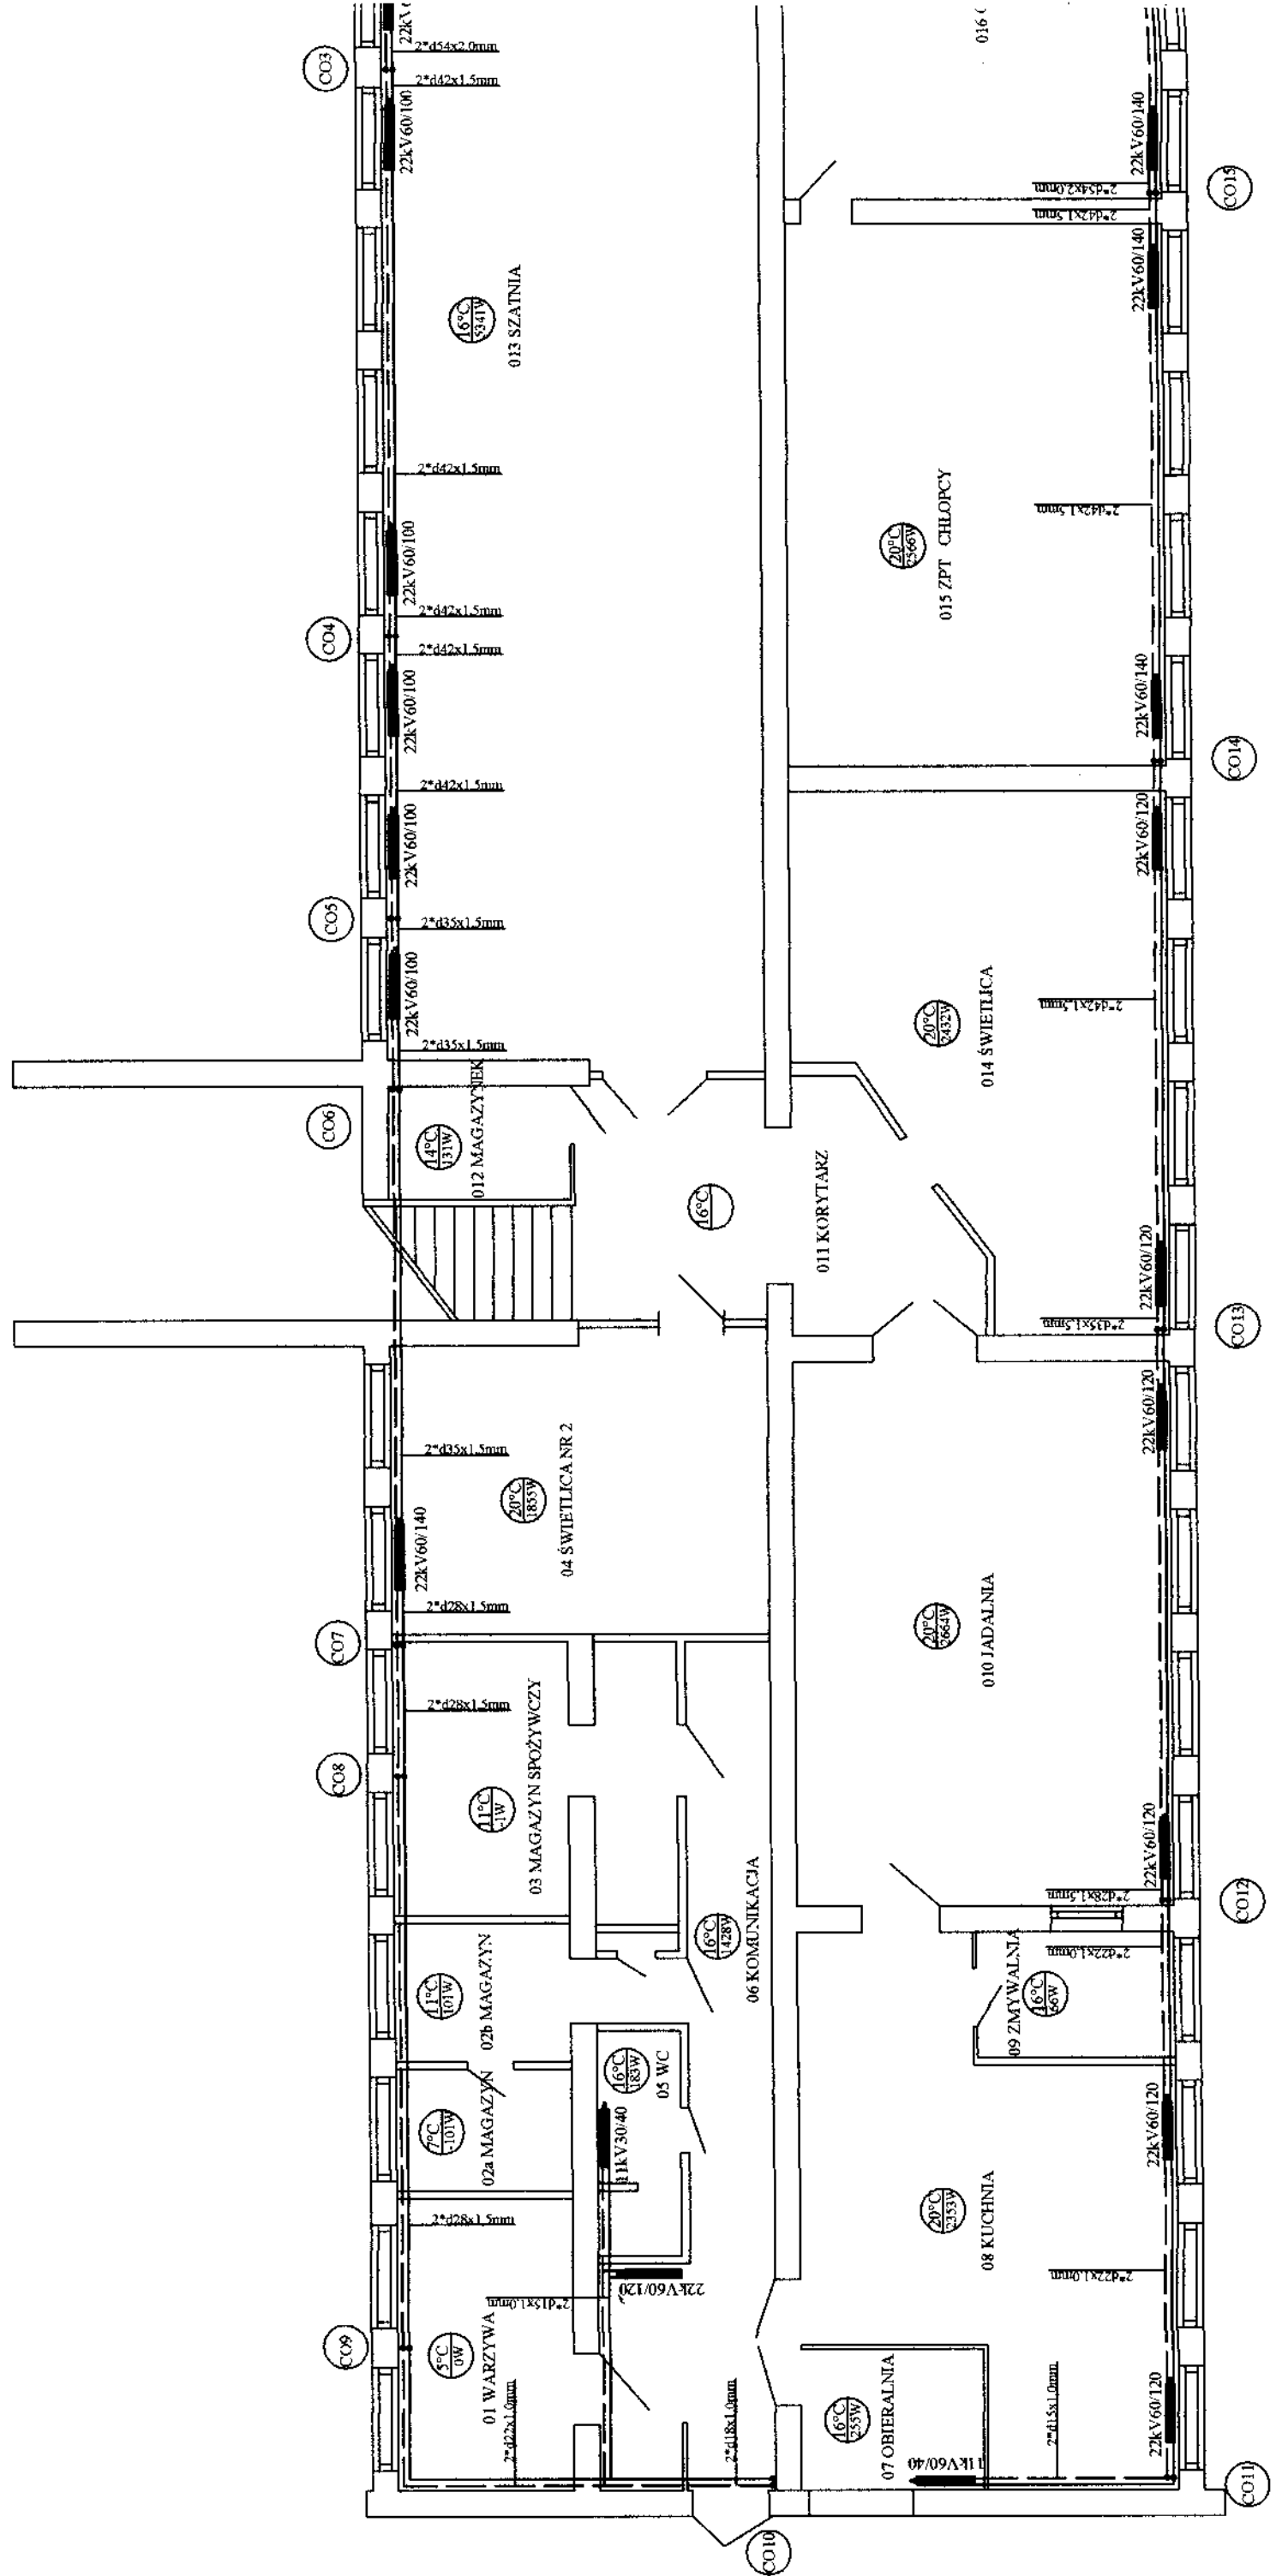 CO3
22kV6
2*d54x2.0mm
2*d42x1.5mm
22kV60/100
016
16°C
5341W
013 SZATNIA
22kV60/140
2*d54x2.0mm
2*d42x1.5mm
CO15
22kV60/140
2*d42x1.5mm
22kV60/100
2*d42x1.5mm
CO4
2*d42x1.5mm
22kV60/100
20°C
2566W
015 ZPT CHŁOPCY
2*d42x1.5mm
22kV60/140
CO14
2*d42x1.5mm
22kV60/100
CO5
2*d35x1.5mm
22kV60/100
2*d35x1.5mm
22kV60/120
20°C
2432W
014 ŚWIETLICA
2*d42x1.5mm
22kV60/120
2*d35x1.5mm
CO13
CO6
14°C
131W
012 MAGAZYNEK
16°C
011 KORYTARZ
2*d35x1.5mm
20°C
1855W
04 ŚWIETLICA NR 2
22kV60/140
2*d28x1.5mm
CO7
22kV60/120
20°C
2664W
010 JADALNIA
22kV60/120
2*d28x1.5mm
CO12
2*d28x1.5mm
CO8
11°C
-1W
03 MAGAZYN SPOŻYWCZY
16°C
1428W
06 KOMUNIKACJA
11°C
101W
02b MAGAZYN
2*d22x1.0mm
16°C
66W
09 ZMYWALNIA
7°C
-101W
02a MAGAZYN
16°C
183W
05 WC
11kV30/40
22kV60/120
2*d28x1.5mm
22kV60/120
2*d15x1.0mm
20°C
2353W
08 KUCHNIA
2*d22x1.0mm
CO9
5°C
0W
01 WARZYWA
2*d22x1.0mm
2*d18x1.0mm
16°C
255W
07 OBIERALNIA
11kV60/40
2*d15x1.0mm
22kV60/120
CO10
CO11